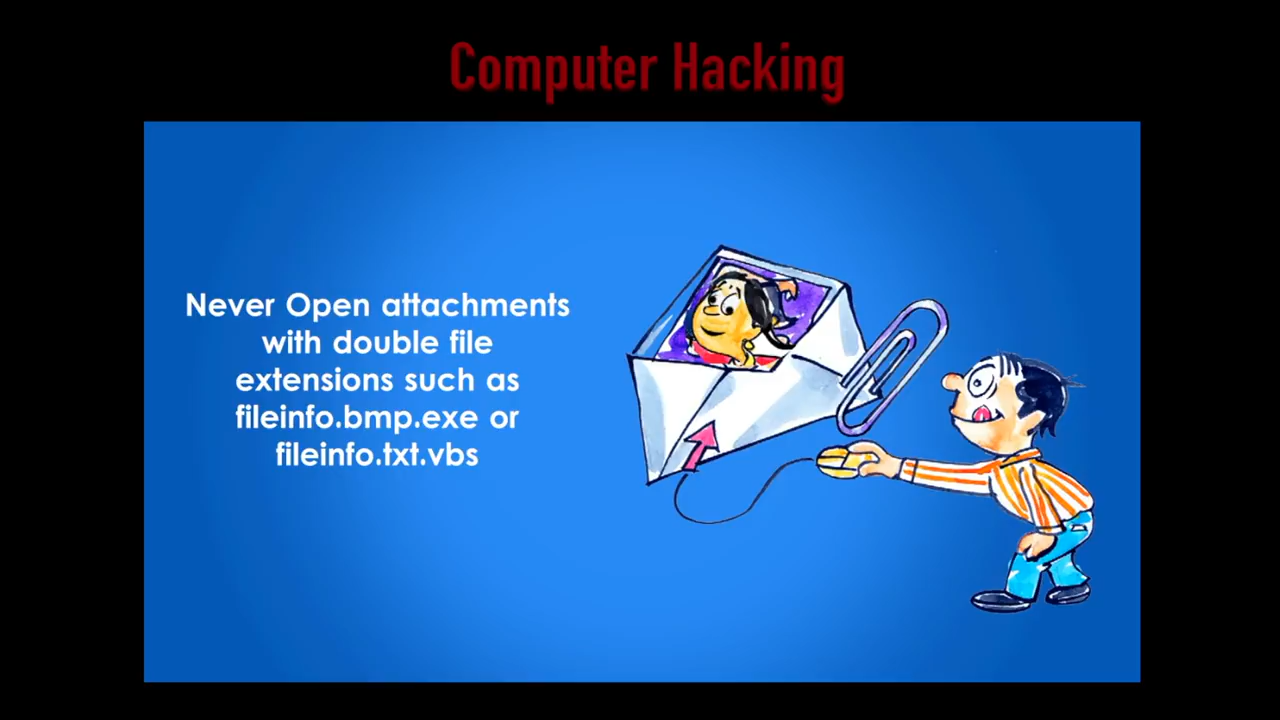 Computer Hacking
Never Open attachments
with double file
extensions such as
fileinfo.bmp.exe or
fileinfo.txt.vbs